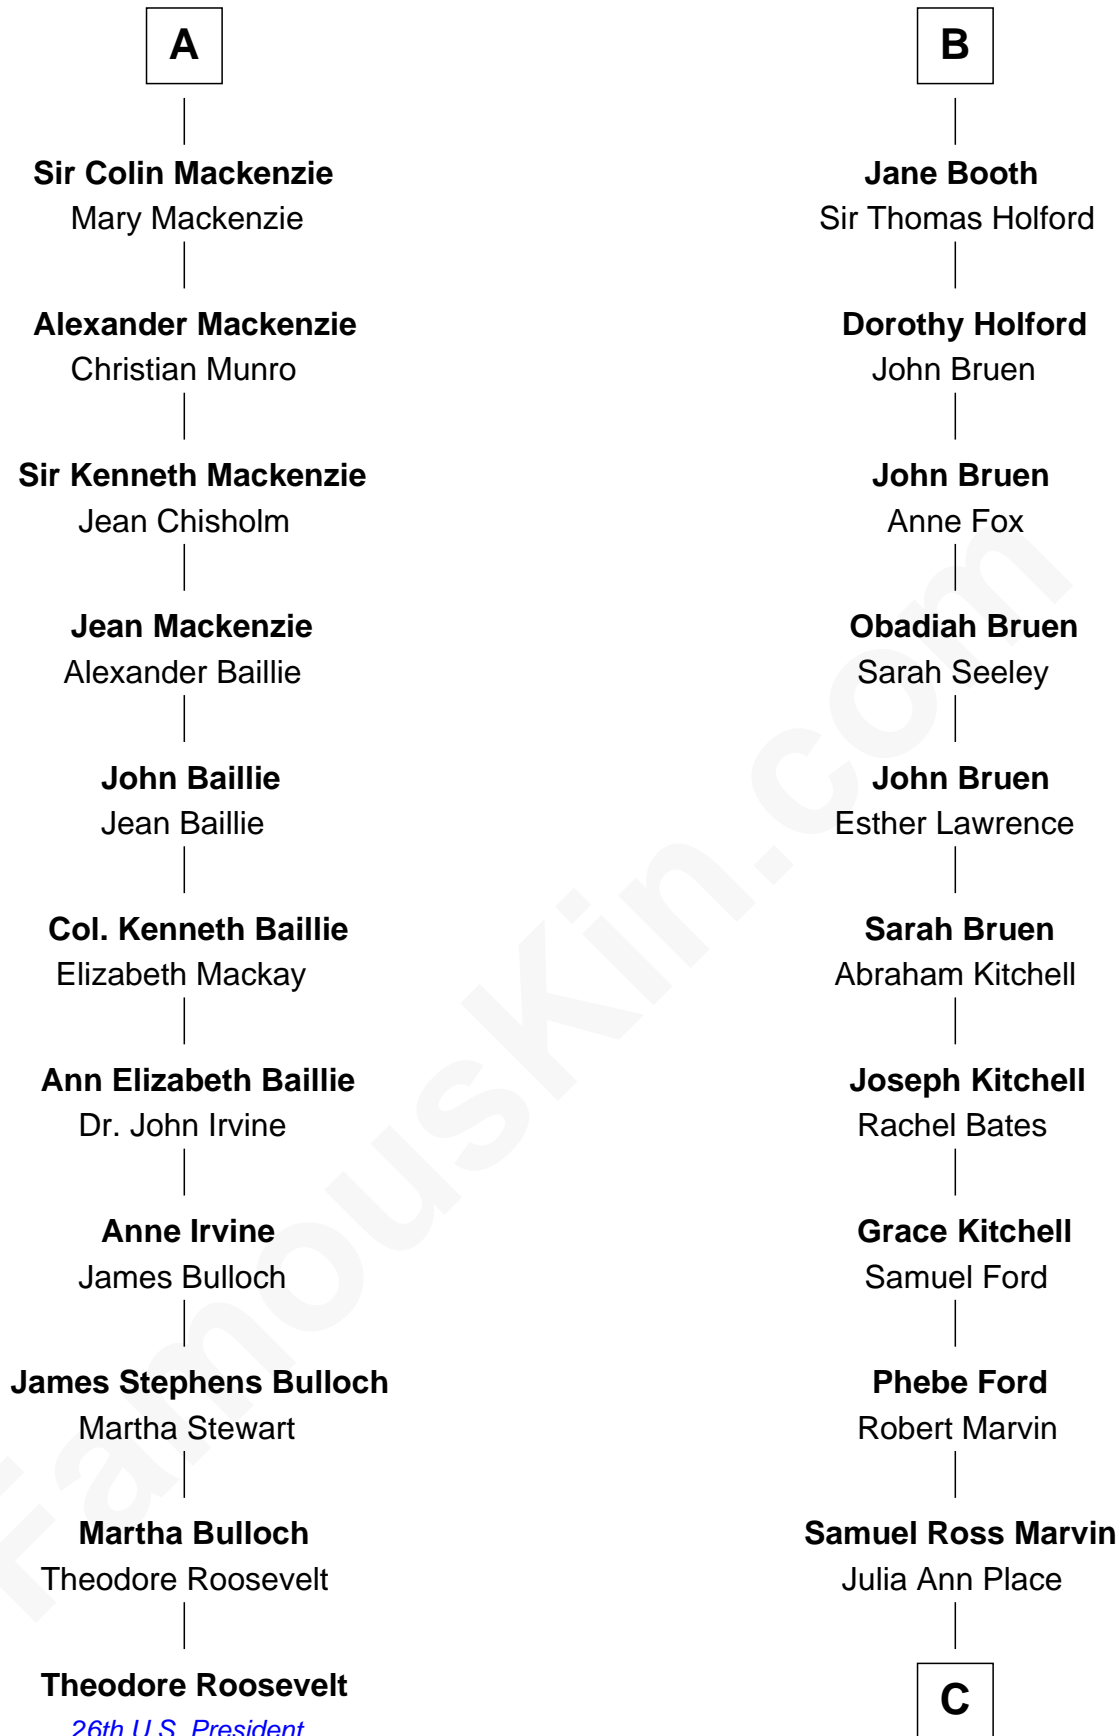 A
Sir Colin Mackenzie
Mary Mackenzie
Alexander Mackenzie
Christian Munro
Sir Kenneth Mackenzie
Jean Chisholm
Jean Mackenzie
Alexander Baillie
John Baillie
Jean Baillie
Col. Kenneth Baillie
Elizabeth Mackay
Ann Elizabeth Baillie
Dr. John Irvine
Anne Irvine
James Bulloch
James Stephens Bulloch
Martha Stewart
Martha Bulloch
Theodore Roosevelt
Theodore Roosevelt
26th U.S. President
B
Jane Booth
Sir Thomas Holford
Dorothy Holford
John Bruen
John Bruen
Anne Fox
Obadiah Bruen
Sarah Seeley
John Bruen
Esther Lawrence
Sarah Bruen
Abraham Kitchell
Joseph Kitchell
Rachel Bates
Grace Kitchell
Samuel Ford
Phebe Ford
Robert Marvin
Samuel Ross Marvin
Julia Ann Place
C
FamousKin.com